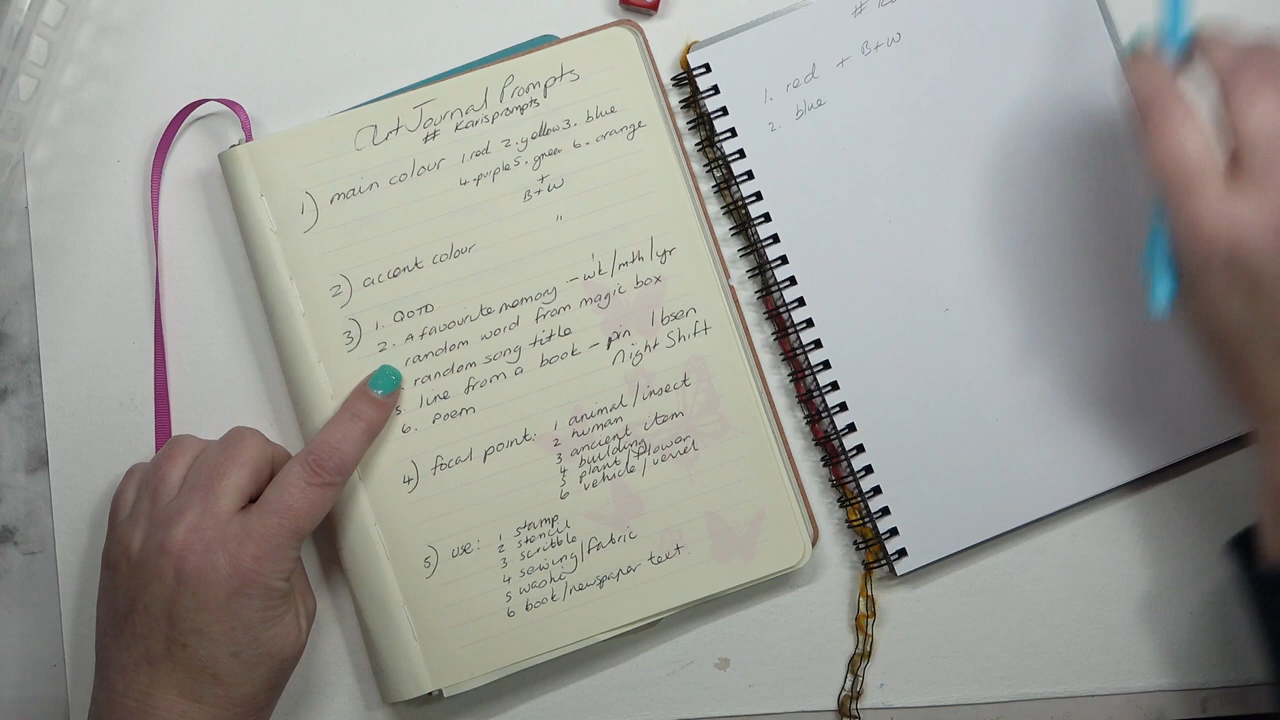 Art Journal Prompts
# Karisprompts
1) main colour 1.red 2.yellow 3. blue
4.purple 5. green 6. orange
+
B+W
2) accent colour "
3) 1. QOTD
2. A favourite memory - wk/mth/yr
random word from magic box
random song title
5. line from a book - pin Ibsen
6. Poem Night Shift
4) focal point: 1 animal/insect
2 human
3 ancient item
4 building
5 plant/flower
6 vehicle/vessel
5) use: 1 stamp
2 stencil
3 scribble
4 sewing/fabric
5 washi
6 book/newspaper text.
1. red + B+W
2. blue